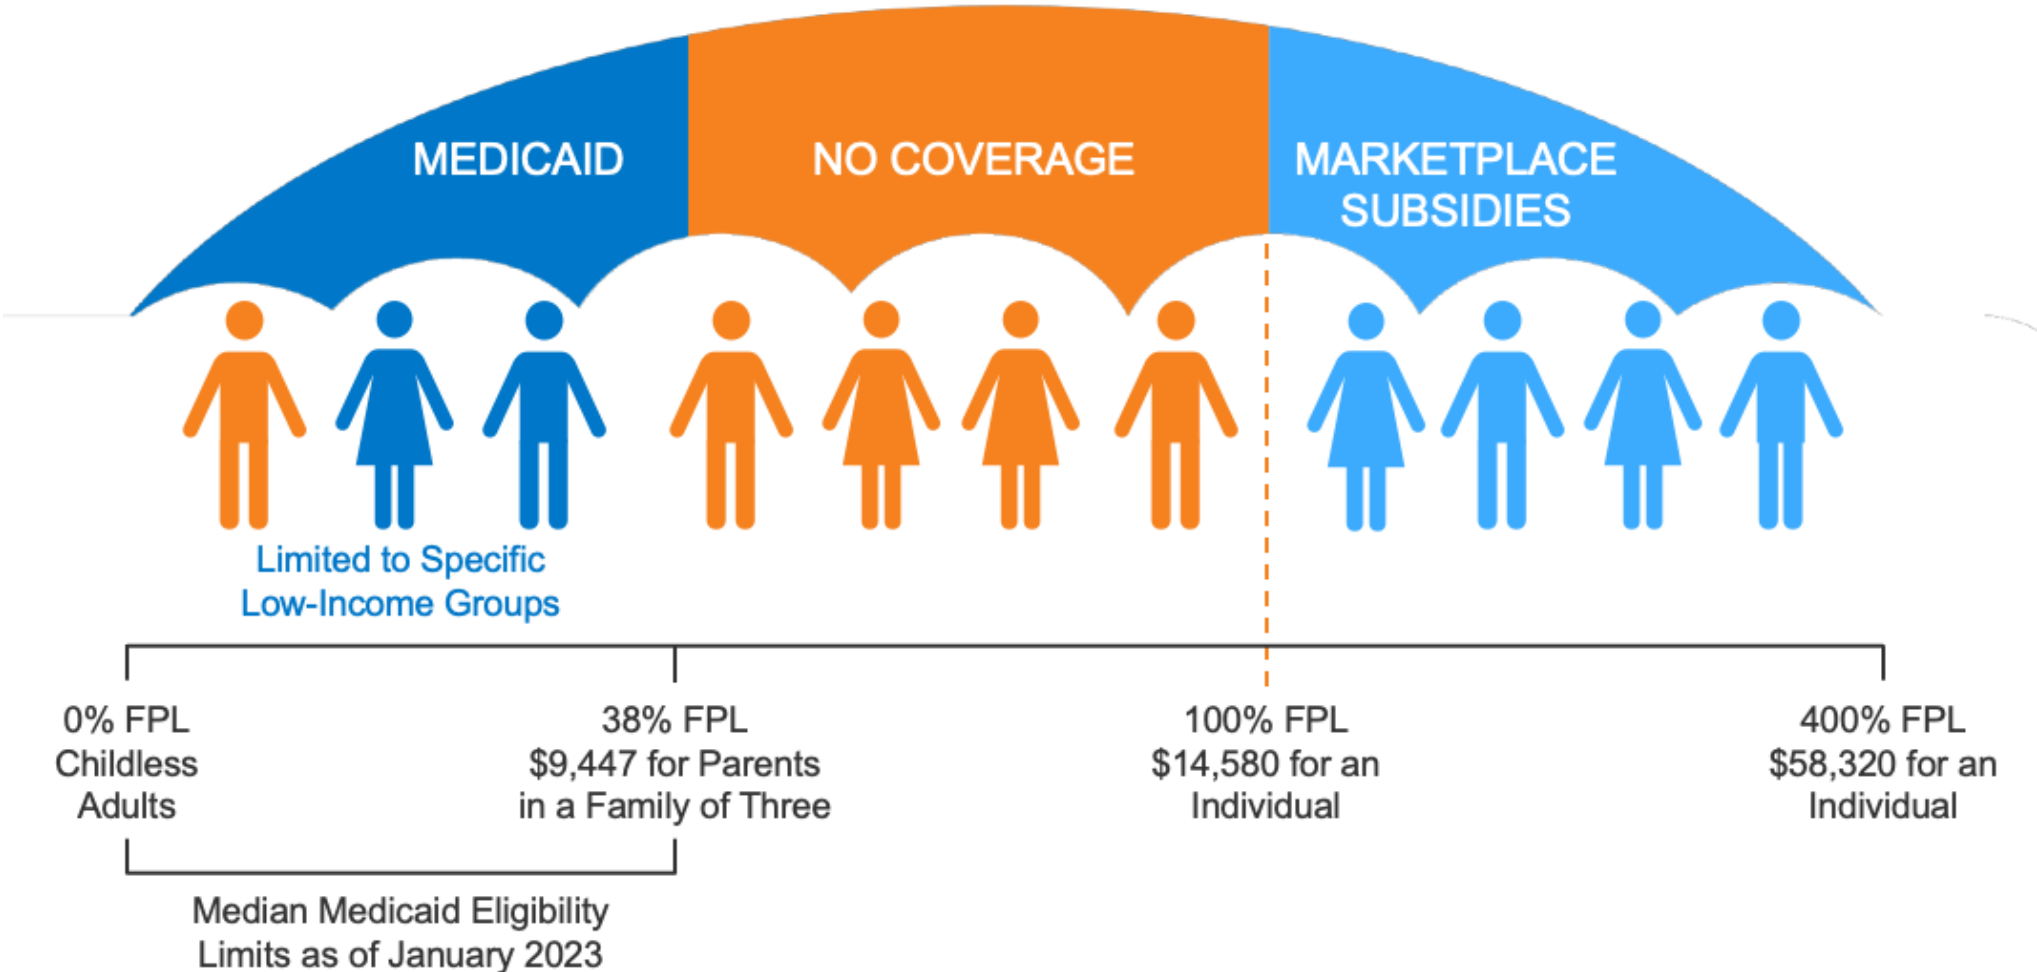 MEDICAID
NO COVERAGE
MARKETPLACE
SUBSIDIES
Limited to Specific
Low-Income Groups
0% FPL
Childless
Adults
38% FPL
$9,447 for Parents
in a Family of Three
100% FPL
$14,580 for an
Individual
400% FPL
$58,320 for an
Individual
Median Medicaid Eligibility
Limits as of January 2023